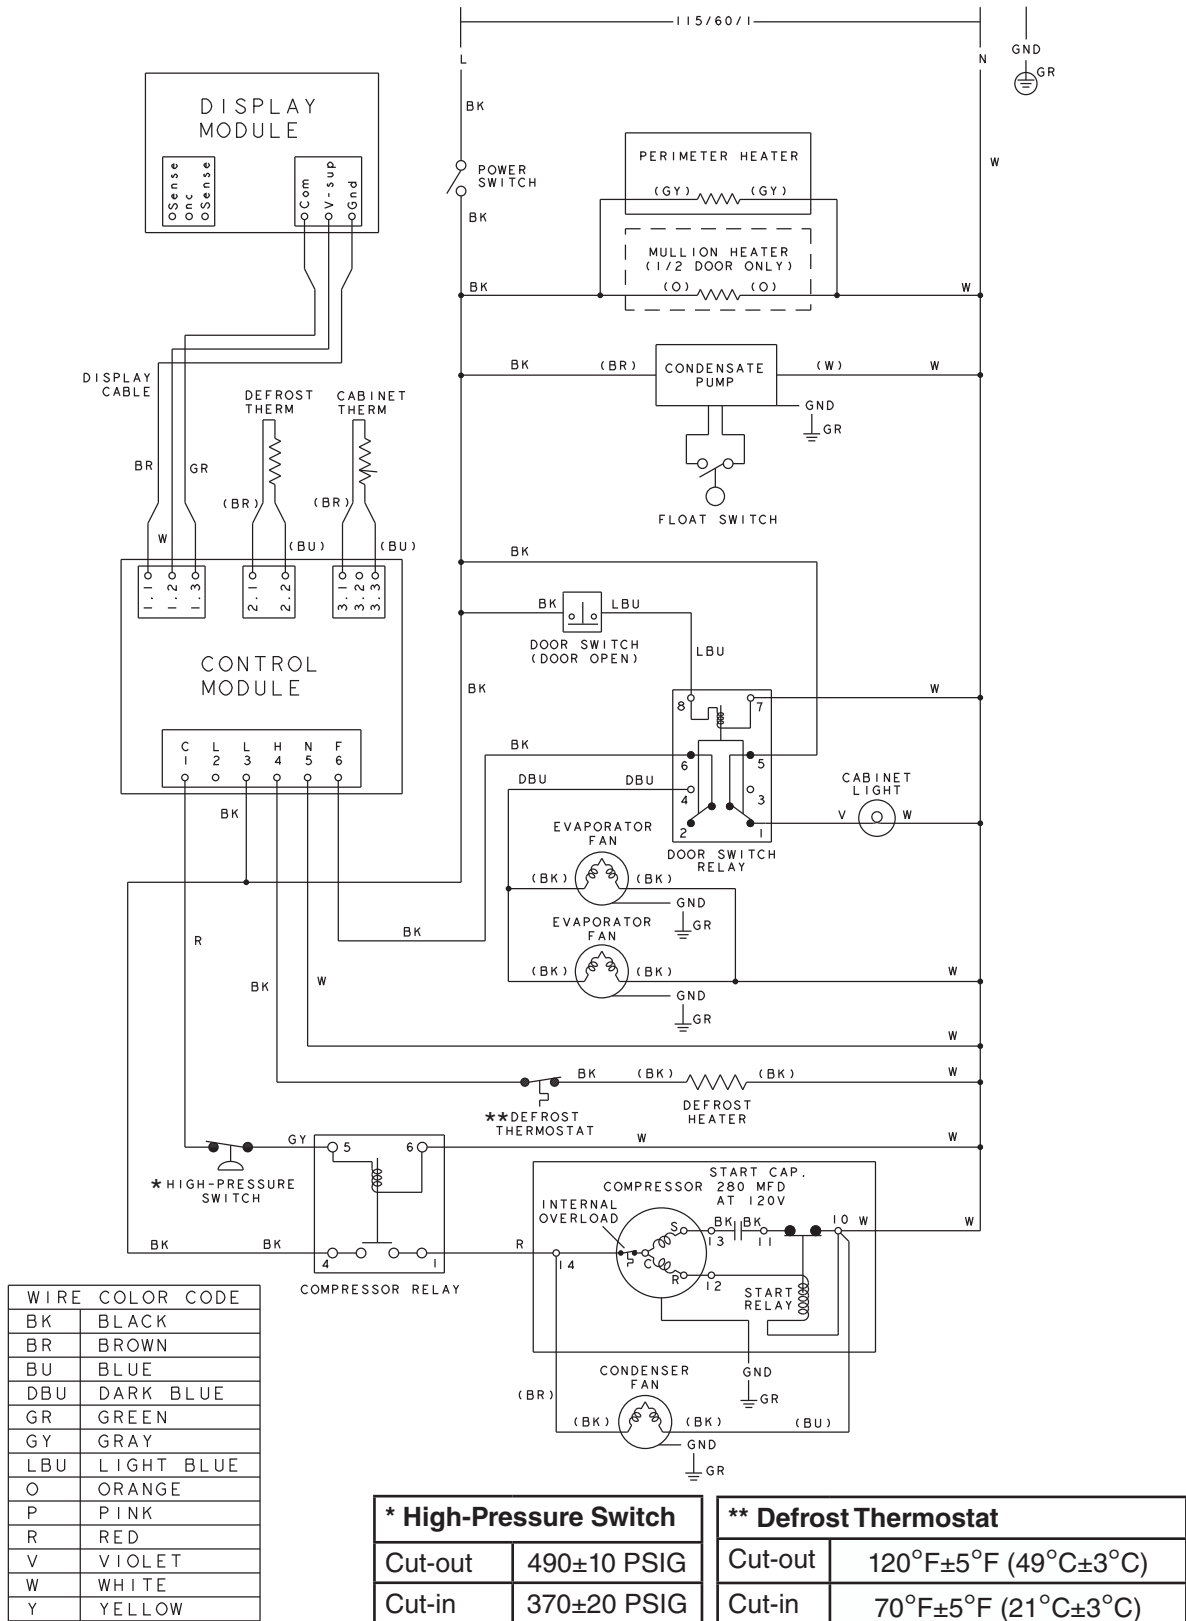 115/60/1
L
N
GND
GR
BK
W
DISPLAY
MODULE
Sense
nc
Sense
Com
V-sup
Gnd
POWER
SWITCH
BK
PERIMETER HEATER
(GY) (GY)
MULLION HEATER
(1/2 DOOR ONLY)
(O) (O)
BK
W
DISPLAY
CABLE
BK
(BR)
CONDENSATE
PUMP
(W)
W
GND
GR
FLOAT SWITCH
DEFROST
THERM
CABINET
THERM
BR
GR
W
(BR)
(BU)
(BR)
(BU)
1.1
1.2
1.3
2.1
2.2
3.1
3.2
3.3
CONTROL
MODULE
C L L H N F
1 2 3 4 5 6
BK
BK
LBU
DOOR SWITCH
(DOOR OPEN)
LBU
BK
W
8
7
BK
6
5
DBU
DBU
4
3
2
1
DOOR SWITCH
RELAY
CABINET
LIGHT
V
W
BK
EVAPORATOR
FAN
(BK)
(BK)
GND
GR
EVAPORATOR
FAN
(BK)
(BK)
W
GND
GR
R
BK
BK
W
W
BK
(BK)
(BK)
W
**DEFROST
THERMOSTAT
DEFROST
HEATER
*HIGH-PRESSURE
SWITCH
GY
5
6
W
W
BK
BK
4
1
COMPRESSOR RELAY
R
14
INTERNAL
OVERLOAD
COMPRESSOR
START CAP.
280 MFD
AT 120V
S
C
R
13
BK
BK
11
10
W
W
12
START
RELAY
GND
GR
CONDENSER
FAN
(BR)
(BK)
(BK)
(BU)
GND
GR
WIRE COLOR CODE
BK BLACK
BR BROWN
BU BLUE
DBU DARK BLUE
GR GREEN
GY GRAY
LBU LIGHT BLUE
O ORANGE
P PINK
R RED
V VIOLET
W WHITE
Y YELLOW
* High-Pressure Switch
Cut-out 490±10 PSIG
Cut-in 370±20 PSIG
** Defrost Thermostat
Cut-out 120°F±5°F (49°C±3°C)
Cut-in 70°F±5°F (21°C±3°C)